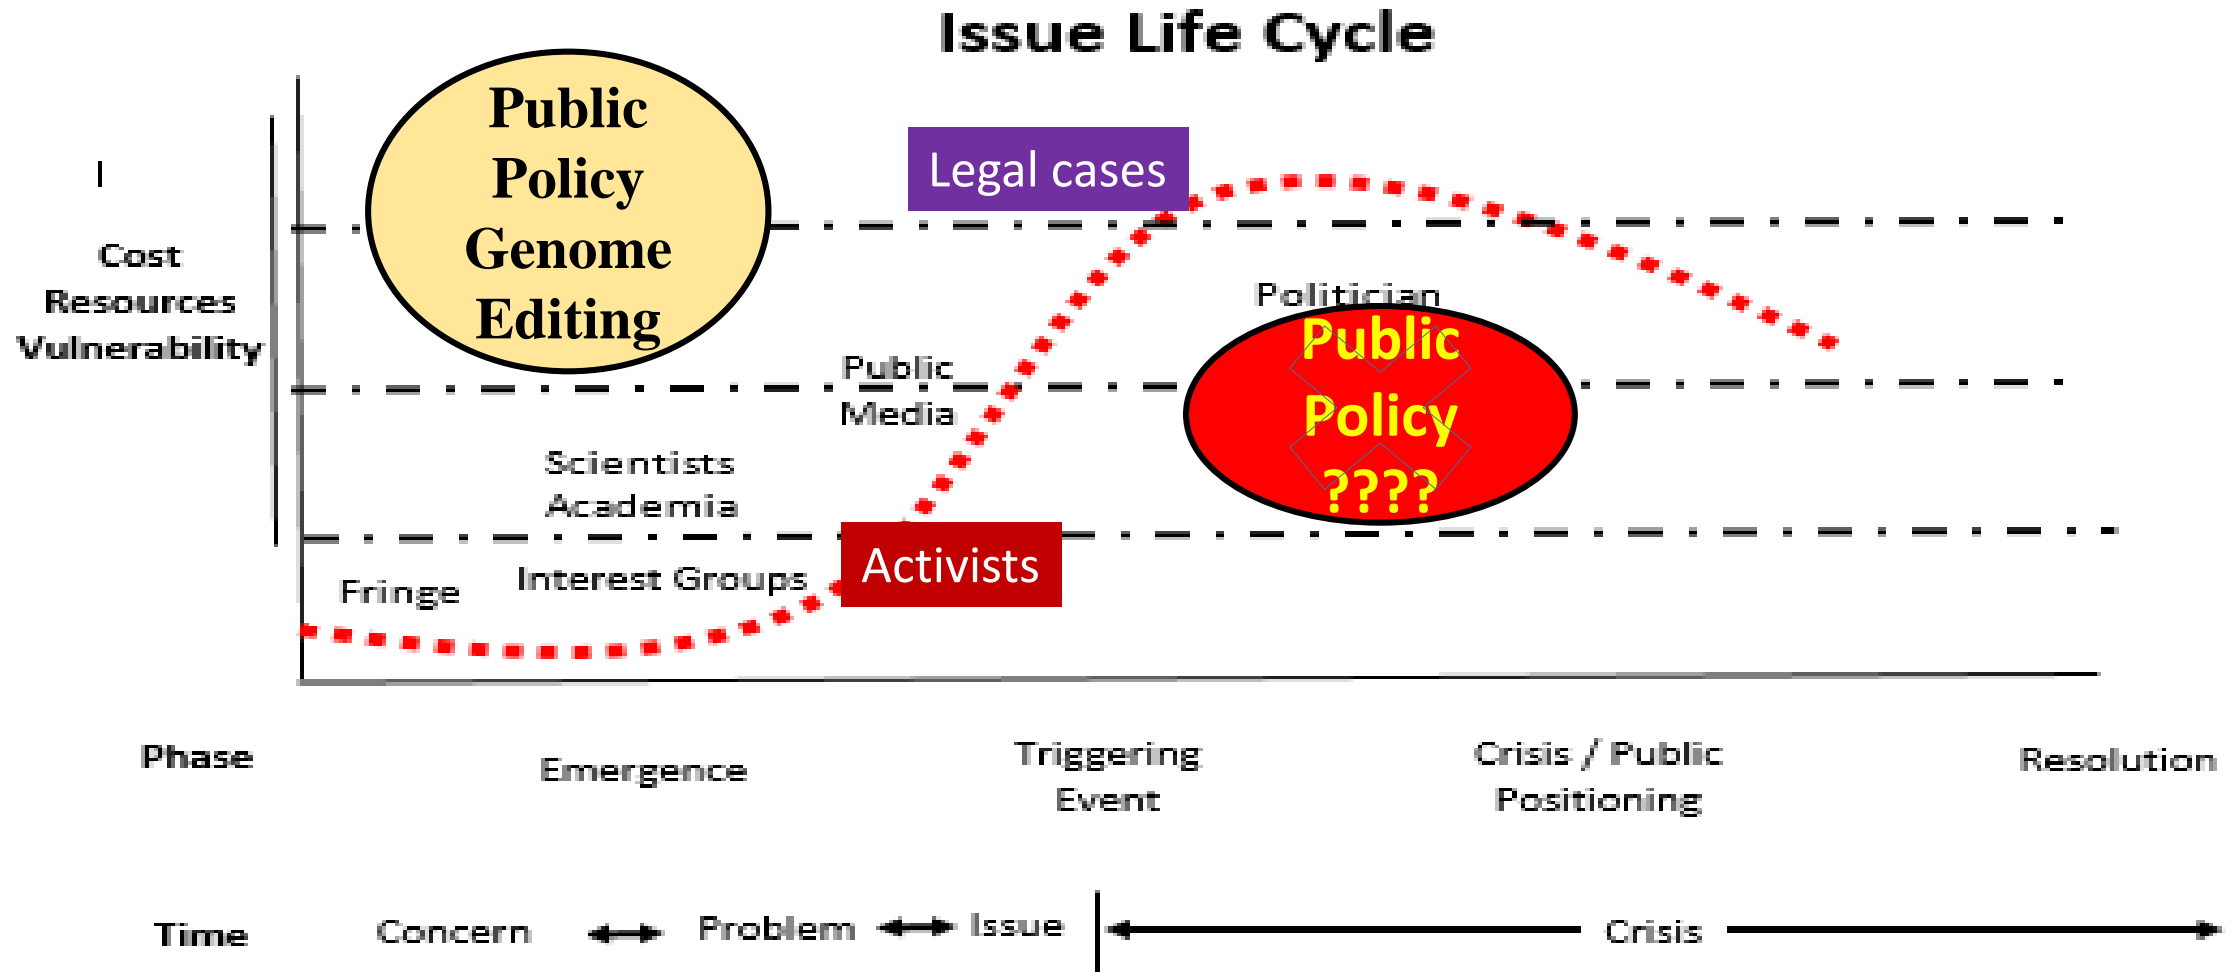 Issue Life Cycle
Public
Policy
Genome
Editing
Legal cases
Cost
Resources
Vulnerability
Politician
Public
Policy
????
Public
Media
Scientists
Academia
Activists
Interest Groups
Fringe
Phase
Emergence
Triggering
Event
Crisis / Public
Positioning
Resolution
Time
Concern
Problem
Issue
Crisis